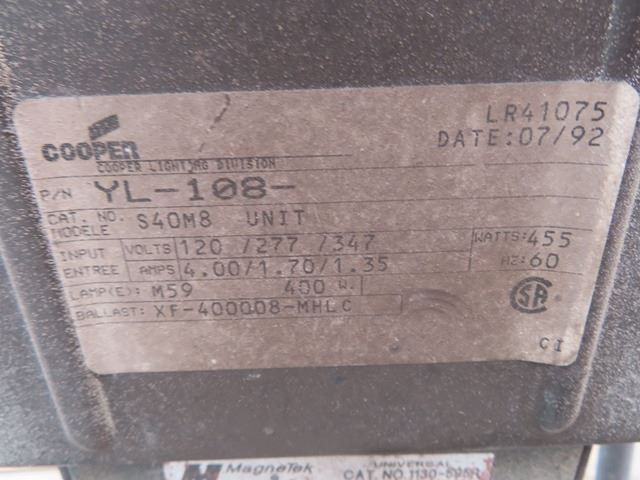 LR41075
DATE:07/92
COOPER
COOPER LIGHTING DIVISION
P/N YL-108-
CAT. NO. S40M8 UNIT
MODELE
INPUT VOLTS 120 /277 /347 WATTS:455
ENTREE AMPS 4.00/1.70/1.35 HZ:60
LAMP(E): M59 400 W.
BALLAST: XF-400008-MHLC
C I
MagneTek
UNIVERSAL
CAT. NO. 1130-